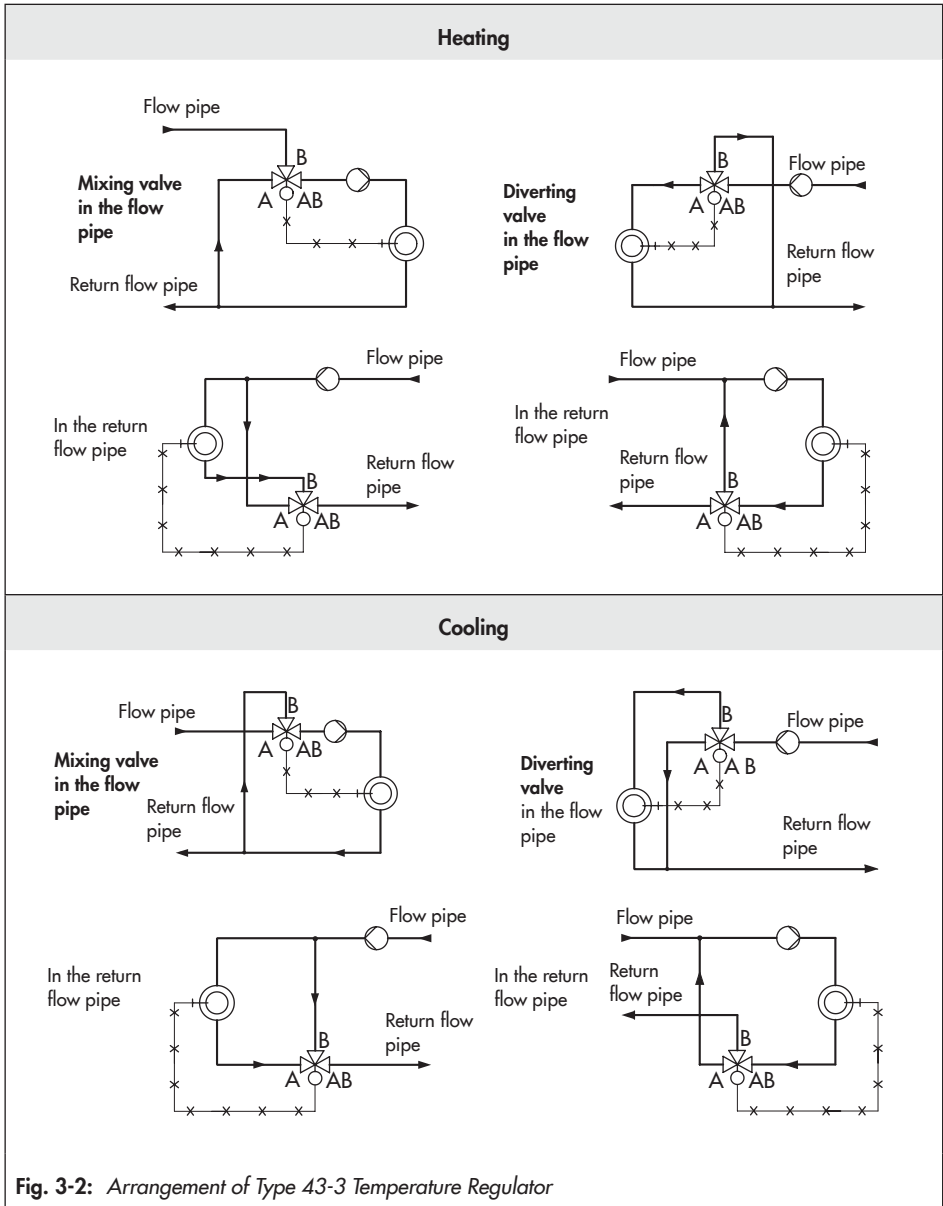 Heating
Flow pipe
B
Mixing valve
in the flow
pipe
A AB
Return flow pipe
B
Flow pipe
Diverting
valve
in the flow
pipe
A AB
Return flow
pipe
Flow pipe
In the return
flow pipe
Return flow
pipe
B
A AB
Flow pipe
In the return
flow pipe
Return flow
pipe
B
A AB
Cooling
Flow pipe
B
A AB
Mixing valve
in the flow
pipe
Return flow
pipe
B
Flow pipe
A A B
Diverting
valve
in the flow
pipe
Return flow
pipe
Flow pipe
In the return
flow pipe
Return flow
pipe
B
A AB
Flow pipe
In the return
flow pipe
Return
flow pipe
B
A AB
Fig. 3-2: Arrangement of Type 43-3 Temperature Regulator